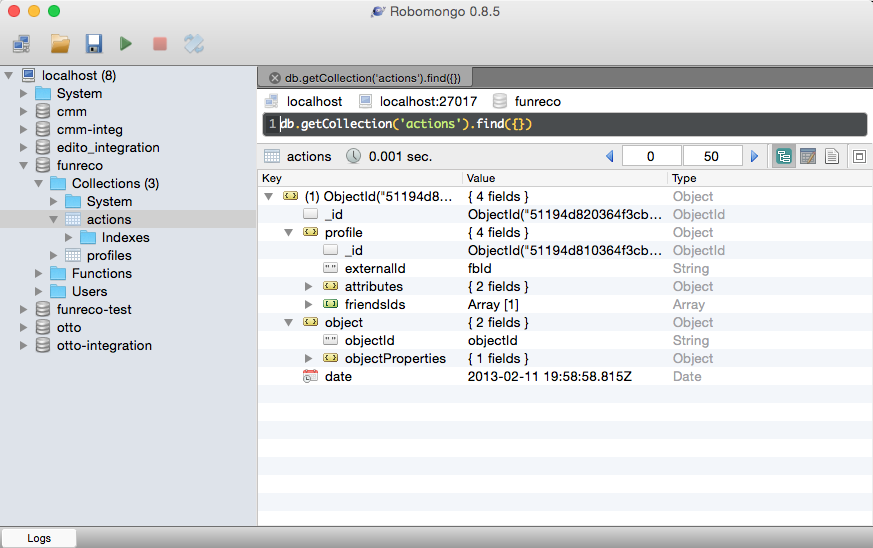 Robomongo 0.8.5
localhost (8)
System
cmm
cmm-integ
edito_integration
funreco
Collections (3)
System
actions
Indexes
profiles
Functions
Users
funreco-test
otto
otto-integration
db.getCollection('actions').find({})
localhost localhost:27017 funreco
1 db.getCollection('actions').find({})
actions 0.001 sec. 0 50
Key Value Type
(1) ObjectId("51194d8... { 4 fields } Object
_id ObjectId("51194d820364f3cb... ObjectId
profile { 4 fields } Object
_id ObjectId("51194d810364f3cb... ObjectId
externalId fbId String
attributes { 2 fields } Object
friendsIds Array [1] Array
object { 2 fields } Object
objectId objectId String
objectProperties { 1 fields } Object
date 2013-02-11 19:58:58.815Z Date
Logs